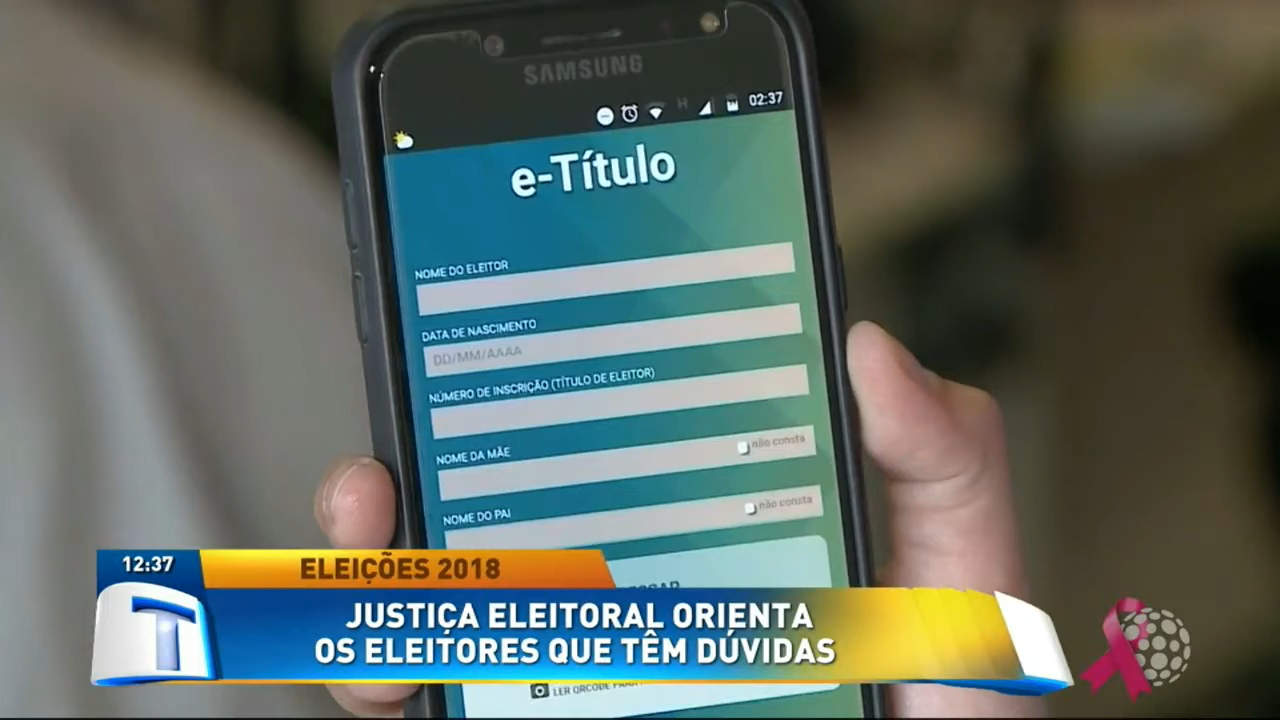 SAMSUNG
02:37
e-Título
NOME DO ELEITOR
DATA DE NASCIMENTO
DD/MM/AAAA
NÚMERO DE INSCRIÇÃO (TÍTULO DE ELEITOR)
NOME DA MÃE
não consta
NOME DO PAI
não consta
12:37
ELEIÇÕES 2018
T
JUSTIÇA ELEITORAL ORIENTA
OS ELEITORES QUE TÊM DÚVIDAS
LER QRCODE